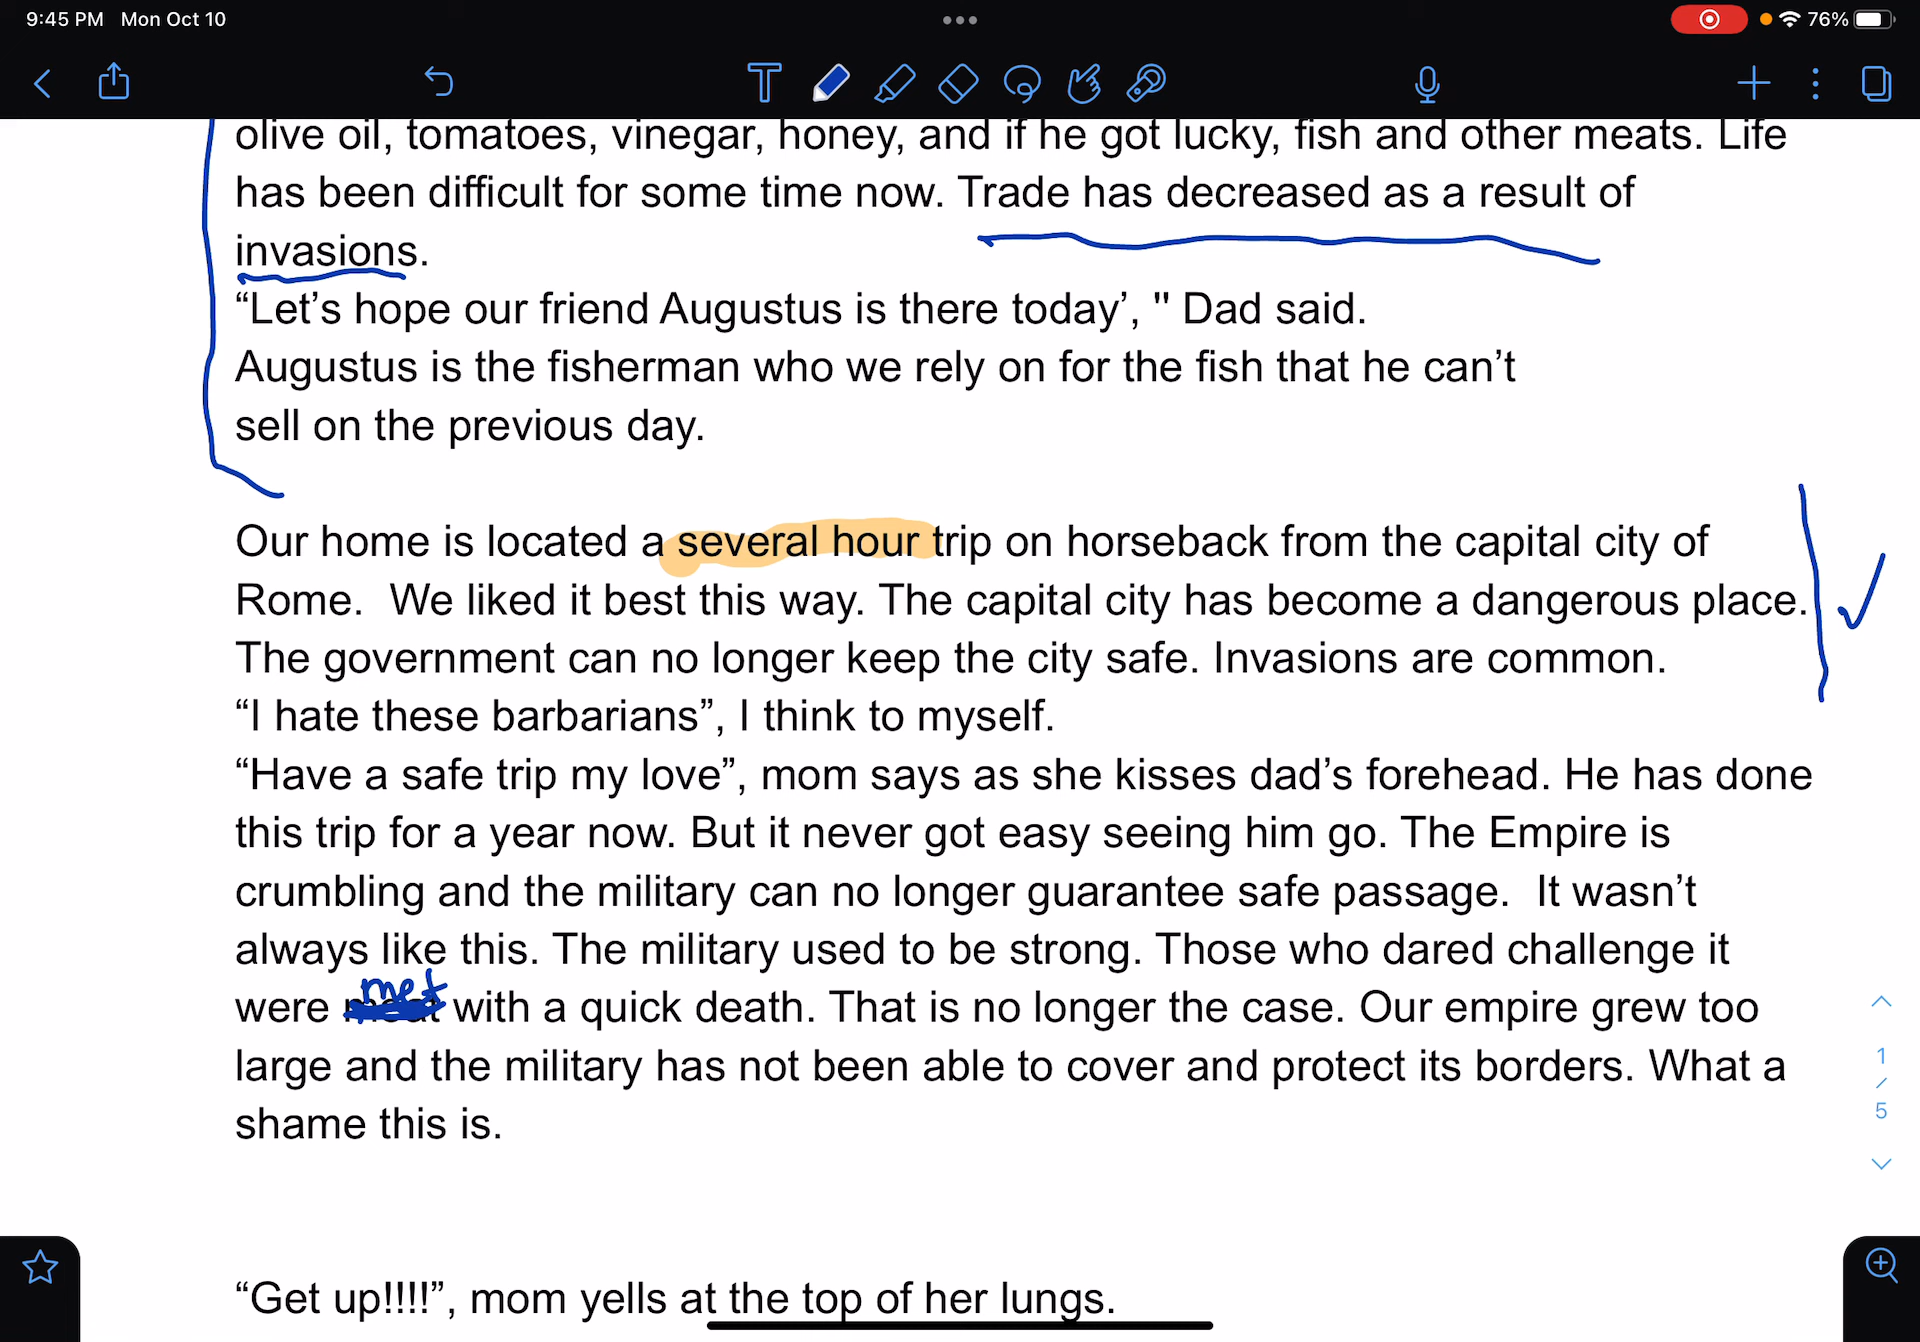 9:45 PM Mon Oct 10
76%
olive oil, tomatoes, vinegar, honey, and if he got lucky, fish and other meats. Life
has been difficult for some time now. Trade has decreased as a result of
invasions.
“Let’s hope our friend Augustus is there today’, " Dad said.
Augustus is the fisherman who we rely on for the fish that he can’t
sell on the previous day.
Our home is located a several hour trip on horseback from the capital city of
Rome.  We liked it best this way. The capital city has become a dangerous place.
The government can no longer keep the city safe. Invasions are common.
“I hate these barbarians”, I think to myself.
“Have a safe trip my love”, mom says as she kisses dad’s forehead. He has done
this trip for a year now. But it never got easy seeing him go. The Empire is
crumbling and the military can no longer guarantee safe passage.  It wasn’t
always like this. The military used to be strong. Those who dared challenge it
were met with a quick death. That is no longer the case. Our empire grew too
large and the military has not been able to cover and protect its borders. What a
shame this is.
1
/
5
“Get up!!!!”, mom yells at the top of her lungs.